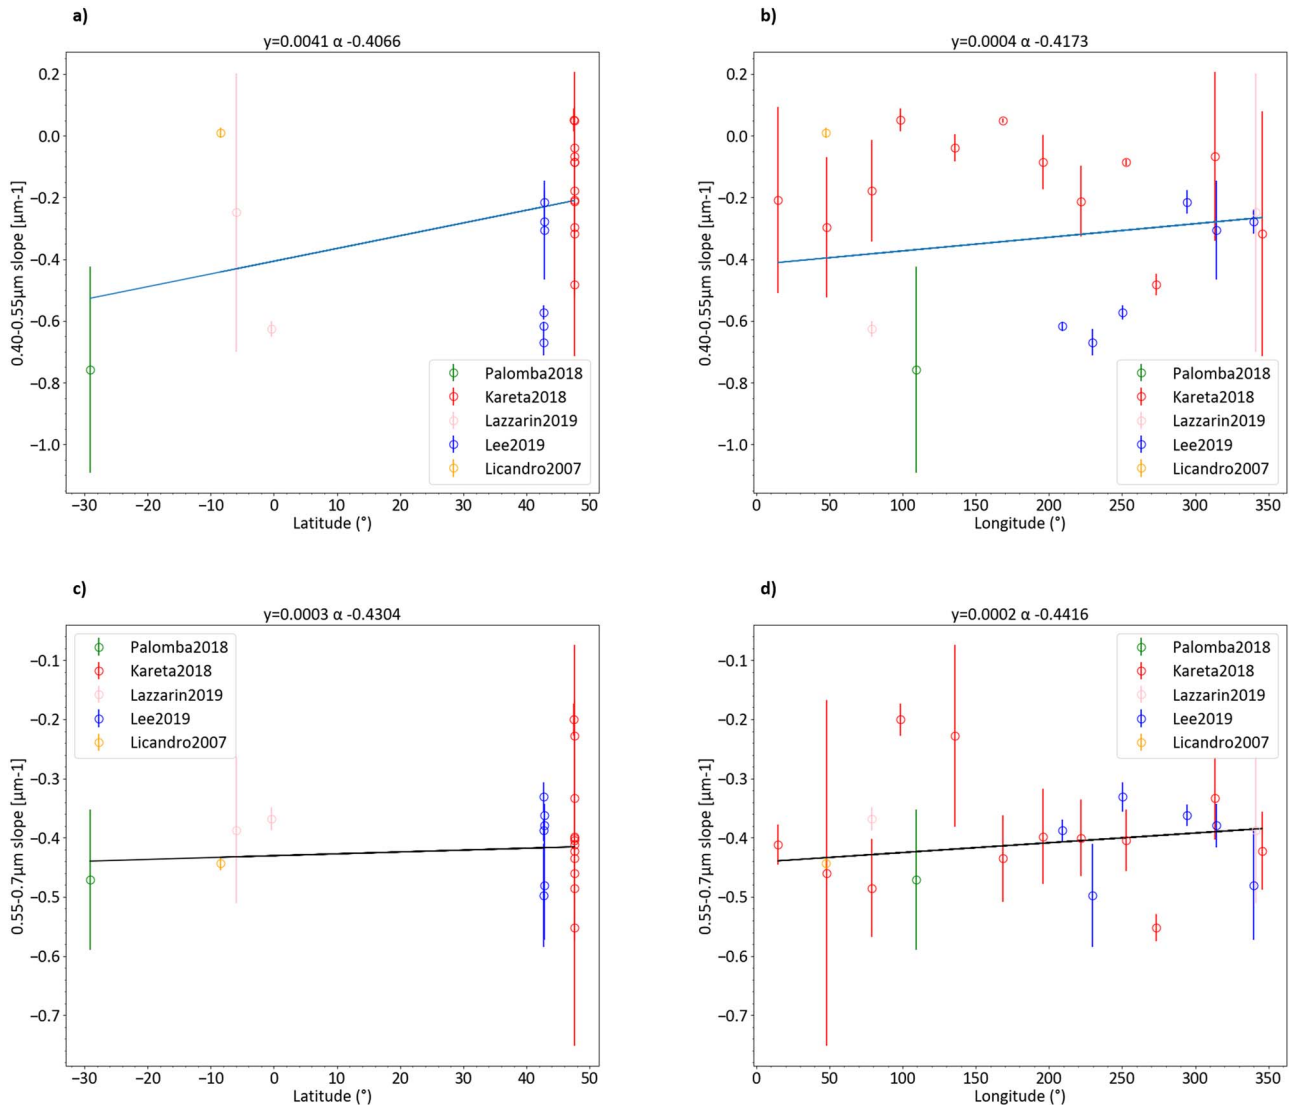 a)
y=0.0041 α -0.4066
0.2
0.0
−0.2
−0.4
−0.6
−0.8
−1.0
0.40-0.55μm slope [μm-1]
Palomba2018
Kareta2018
Lazzarin2019
Lee2019
Licandro2007
−30 −20 −10 0 10 20 30 40 50
Latitude (°)
b)
y=0.0004 α -0.4173
0.2
0.0
−0.2
−0.4
−0.6
−0.8
−1.0
0.40-0.55μm slope [μm-1]
Palomba2018
Kareta2018
Lazzarin2019
Lee2019
Licandro2007
0 50 100 150 200 250 300 350
Longitude (°)
c)
y=0.0003 α -0.4304
Palomba2018
Kareta2018
Lazzarin2019
Lee2019
Licandro2007
−0.1
−0.2
−0.3
−0.4
−0.5
−0.6
−0.7
0.55-0.7μm slope [μm-1]
−30 −20 −10 0 10 20 30 40 50
Latitude (°)
d)
y=0.0002 α -0.4416
Palomba2018
Kareta2018
Lazzarin2019
Lee2019
Licandro2007
−0.1
−0.2
−0.3
−0.4
−0.5
−0.6
−0.7
0.55-0.7μm slope [μm-1]
0 50 100 150 200 250 300 350
Longitude (°)